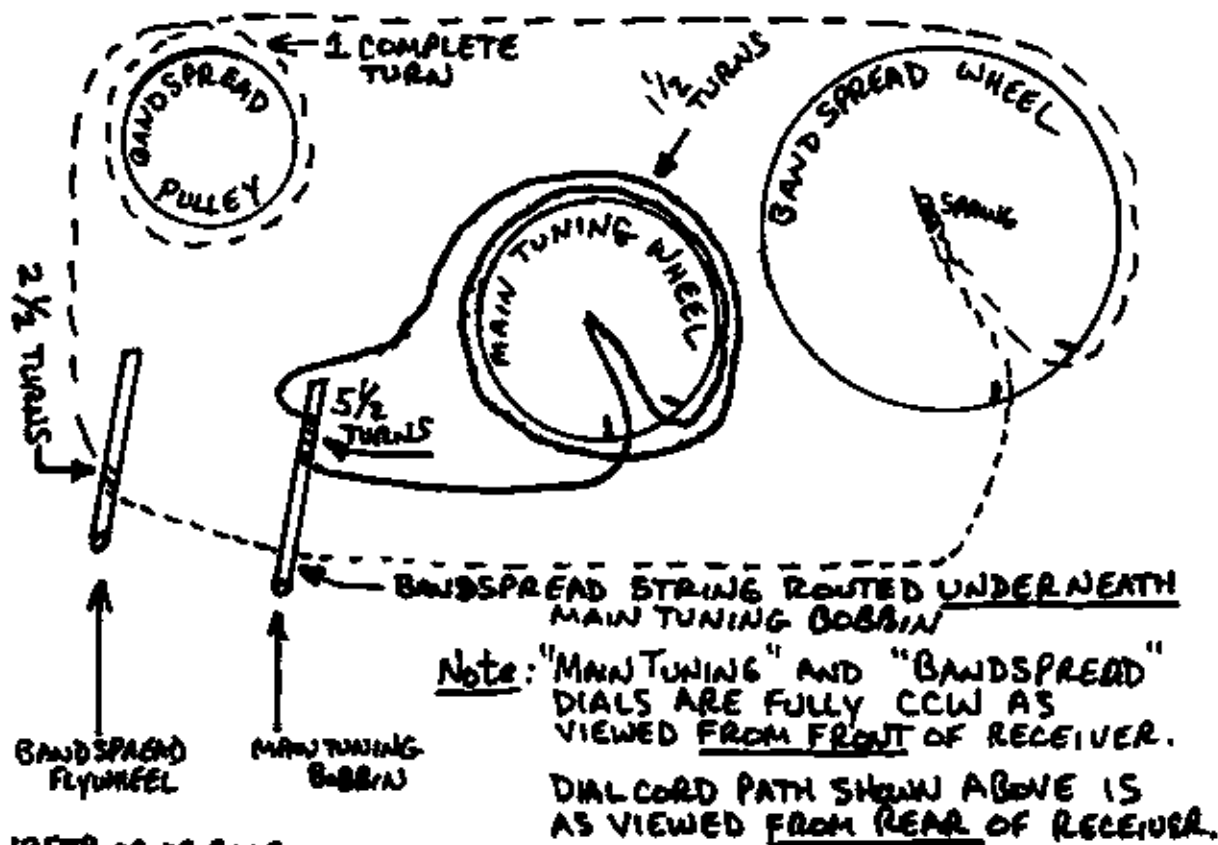 1 COMPLETE
TURN
BANDSPREAD
PULLEY
1 1/2
TURNS
BANDSPREAD WHEEL
SPRING
MAIN TUNING WHEEL
2 1/2 TURNS
5 1/2
TURNS
BANDSPREAD STRING ROUTED UNDERNEATH
MAIN TUNING BOBBIN
Note: "MAIN TUNING" AND "BANDSPREAD"
DIALS ARE FULLY CCW AS
VIEWED FROM FRONT OF RECEIVER.
BANDSPREAD
FLYWHEEL
MAIN TUNING
BOBBIN
DIAL CORD PATH SHOWN ABOVE IS
AS VIEWED FROM REAR OF RECEIVER.